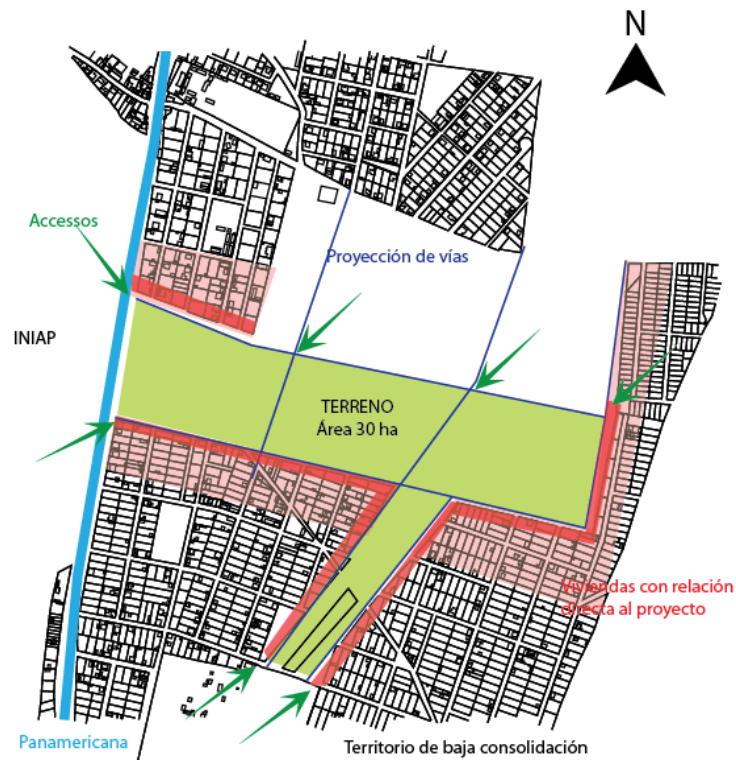 N
Accessos
Proyección de vías
INIAP
TERRENO
Área 30 ha
Viviendas con relación
directa al proyecto
Panamericana
Territorio de baja consolidación